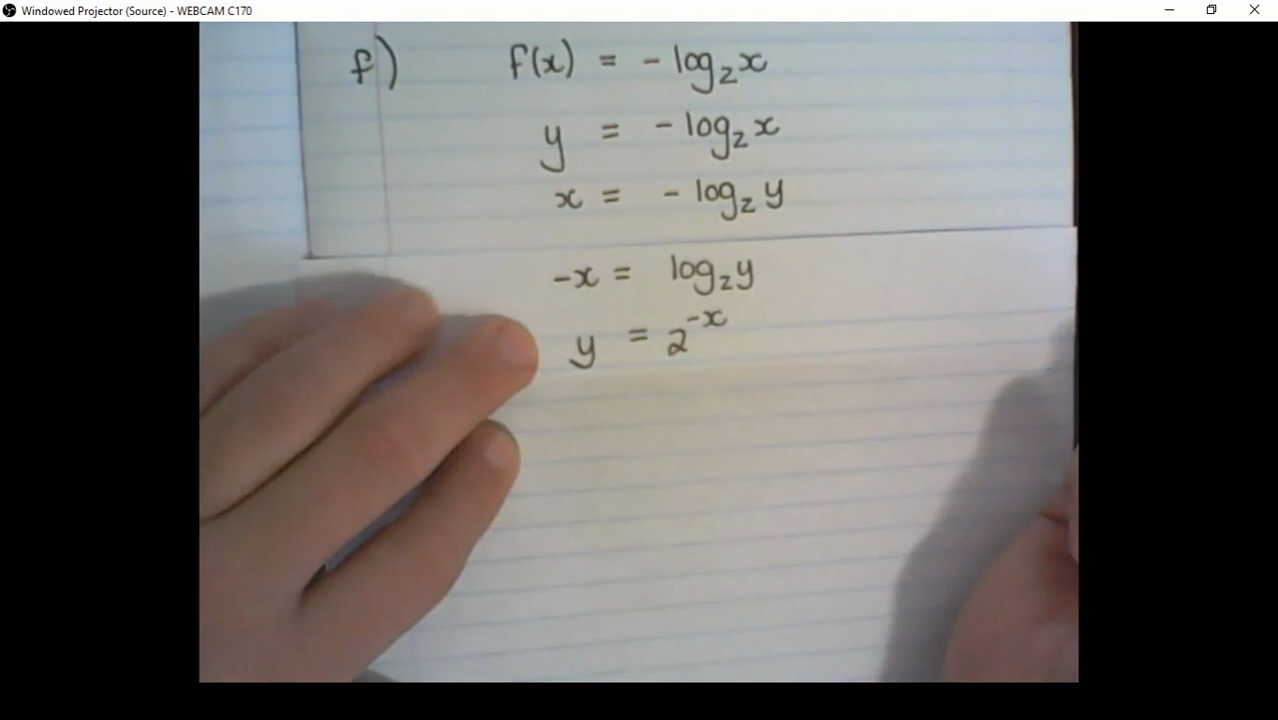 Windowed Projector (Source) - WEBCAM C170
f) f(x) = - log₂x
y = - log₂x
x = - log₂y
-x = log₂y
y = 2⁻ˣ